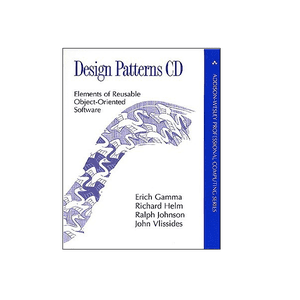 Design Patterns CD
Elements of Reusable
Object-Oriented
Software
Erich Gamma
Richard Helm
Ralph Johnson
John Vlissides
ADDISON-WESLEY PROFESSIONAL COMPUTING SERIES